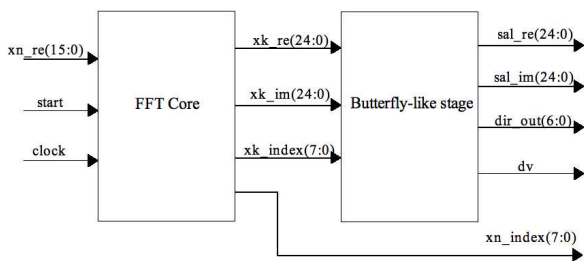 xn_re(15:0)
start
clock
FFT Core
xk_re(24:0)
xk_im(24:0)
xk_index(7:0)
Butterfly-like stage
sal_re(24:0)
sal_im(24:0)
dir_out(6:0)
dv
xn_index(7:0)